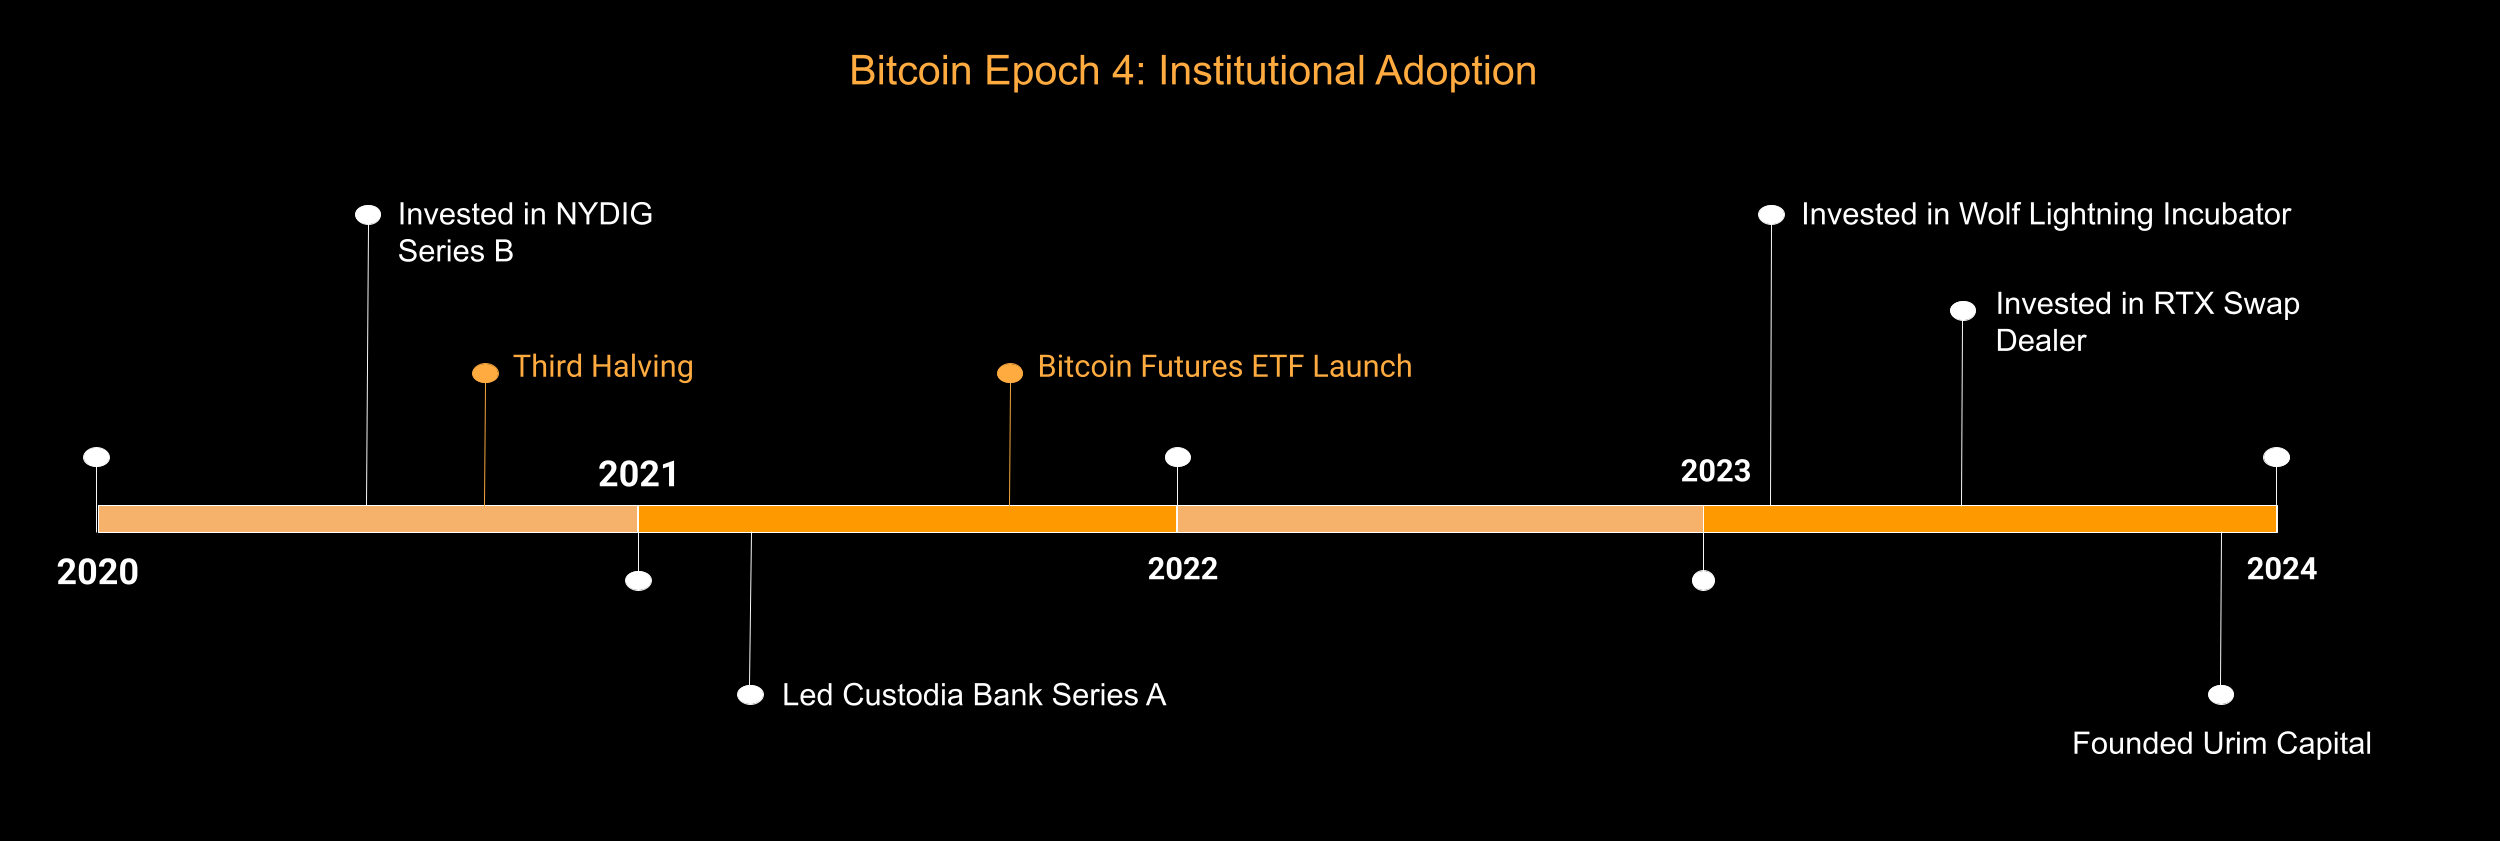 Bitcoin Epoch 4: Institutional Adoption
Invested in NYDIG
Series B
Invested in Wolf Lightning Incubator
Invested in RTX Swap
Dealer
Third Halving
Bitcoin Futures ETF Launch
2021
2023
2020
2022
2024
Led Custodia Bank Series A
Founded Urim Capital